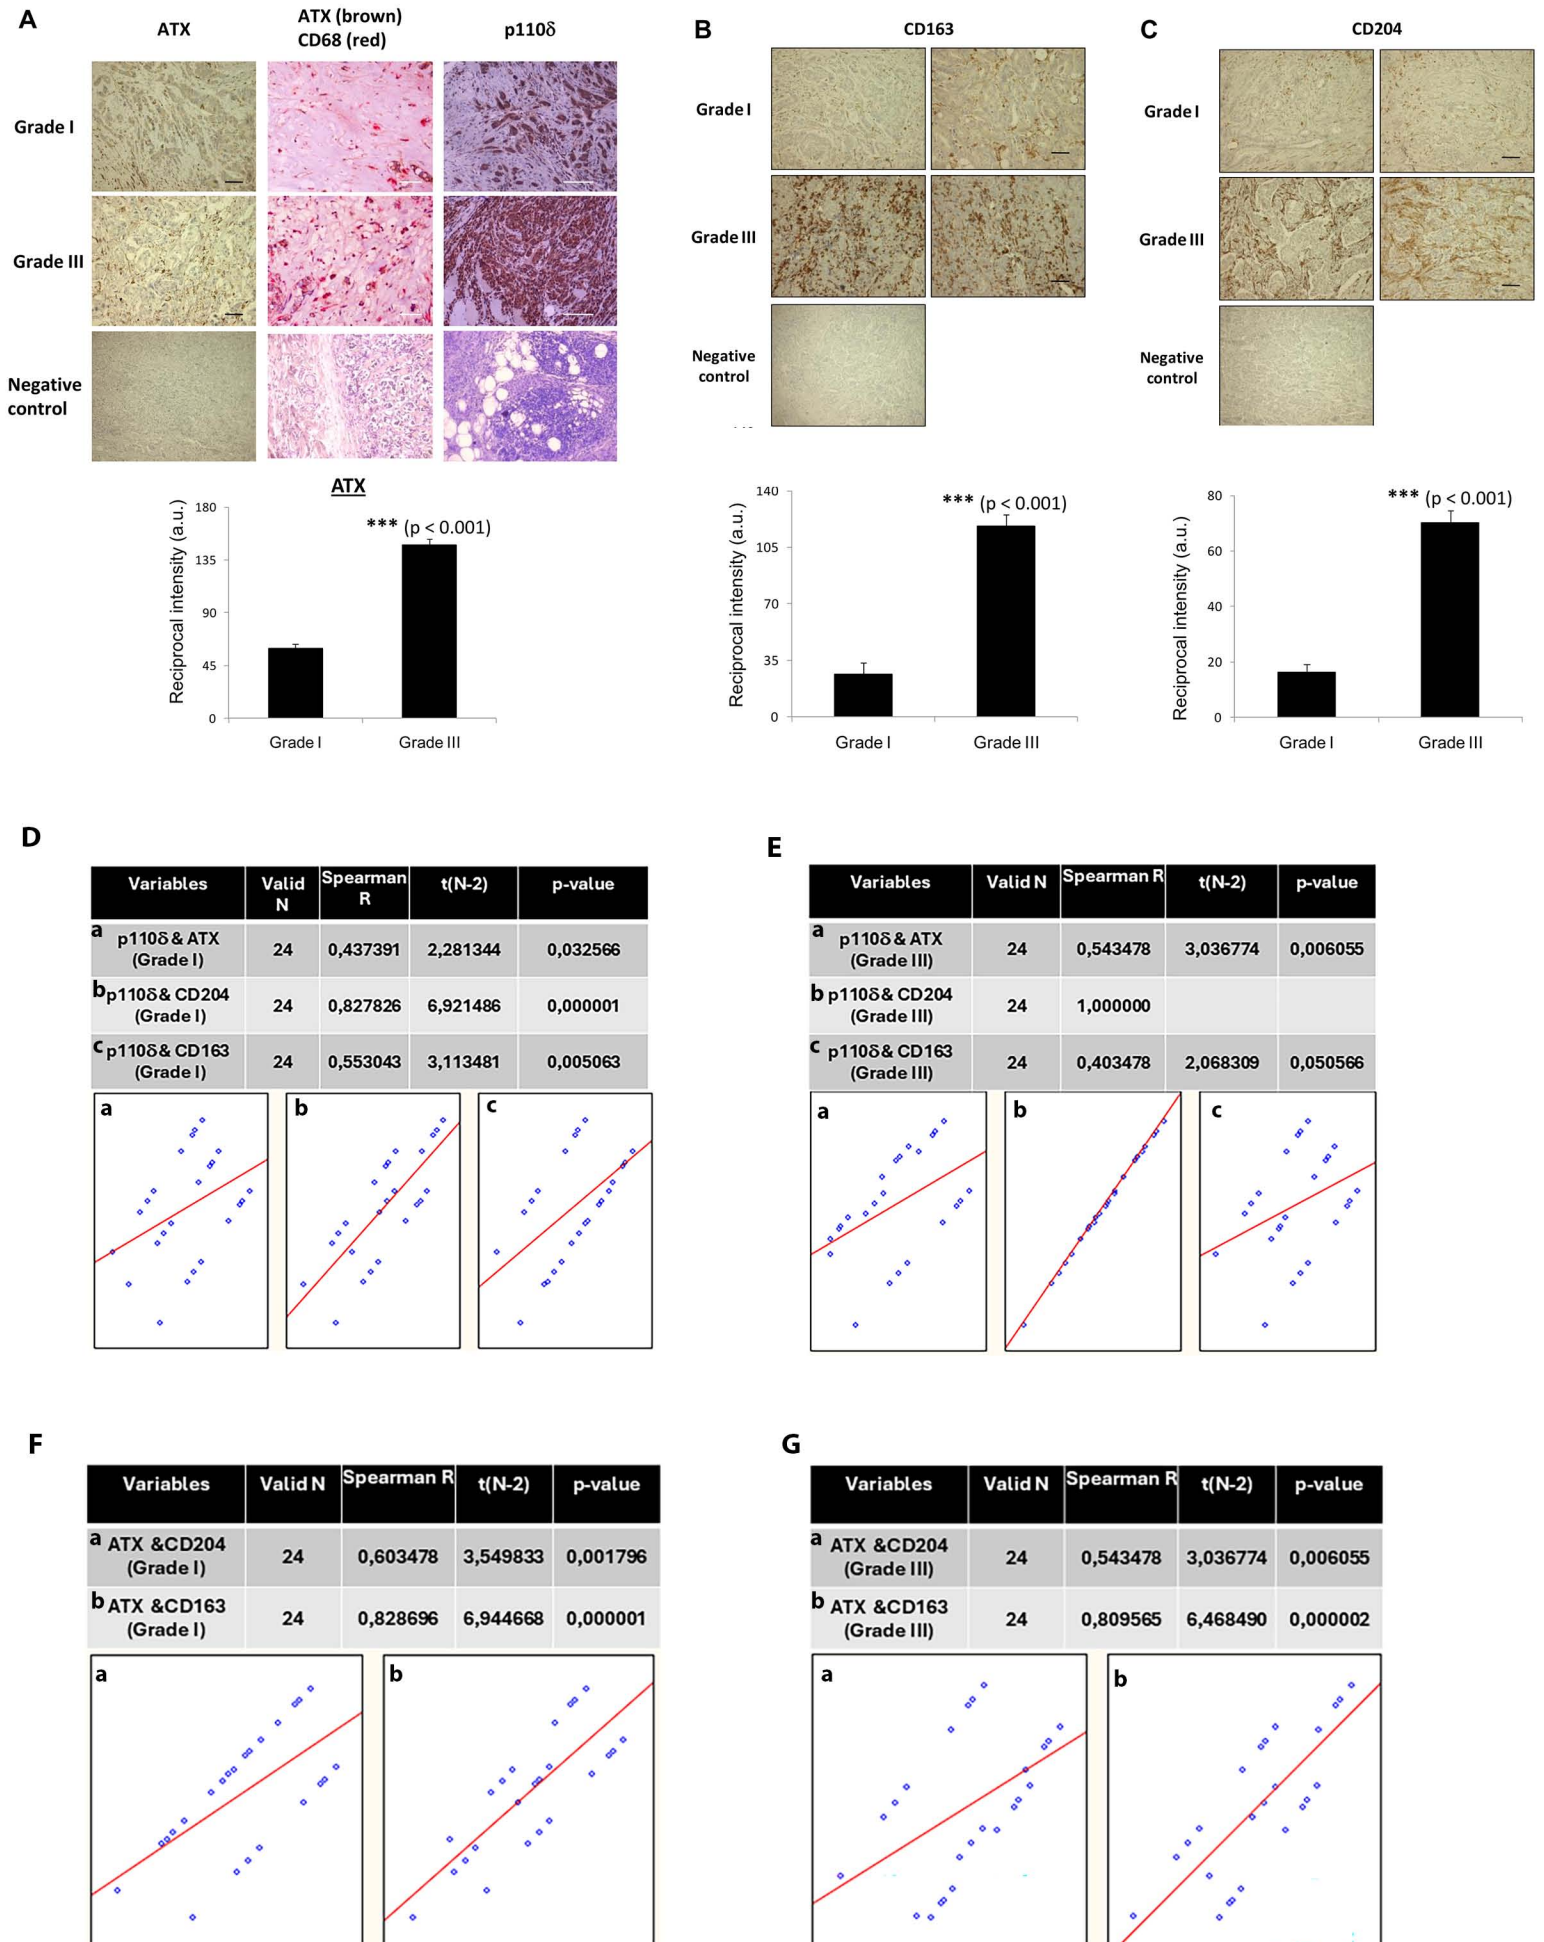 A
ATX
ATX (brown)
CD68 (red)
p110δ
Grade I
Grade III
Negative
control
ATX
Reciprocal intensity (a.u.)
180
135
90
45
0
*** (p < 0.001)
Grade I
Grade III
B
CD163
Grade I
Grade III
Negative
control
Reciprocal intensity (a.u.)
140
105
70
35
0
*** (p < 0.001)
Grade I
Grade III
C
CD204
Grade I
Grade III
Negative
control
Reciprocal intensity (a.u.)
80
60
40
20
0
*** (p < 0.001)
Grade I
Grade III
D
Variables Valid N Spearman R t(N-2) p-value
a p110δ & ATX (Grade I) 24 0,437391 2,281344 0,032566
b p110δ & CD204 (Grade I) 24 0,827826 6,921486 0,000001
c p110δ & CD163 (Grade I) 24 0,553043 3,113481 0,005063
a
b
c
E
Variables Valid N Spearman R t(N-2) p-value
a p110δ & ATX (Grade III) 24 0,543478 3,036774 0,006055
b p110δ & CD204 (Grade III) 24 1,000000
c p110δ & CD163 (Grade III) 24 0,403478 2,068309 0,050566
a
b
c
F
Variables Valid N Spearman R t(N-2) p-value
a ATX &CD204 (Grade I) 24 0,603478 3,549833 0,001796
b ATX &CD163 (Grade I) 24 0,828696 6,944668 0,000001
a
b
G
Variables Valid N Spearman R t(N-2) p-value
a ATX &CD204 (Grade III) 24 0,543478 3,036774 0,006055
b ATX &CD163 (Grade III) 24 0,809565 6,468490 0,000002
a
b